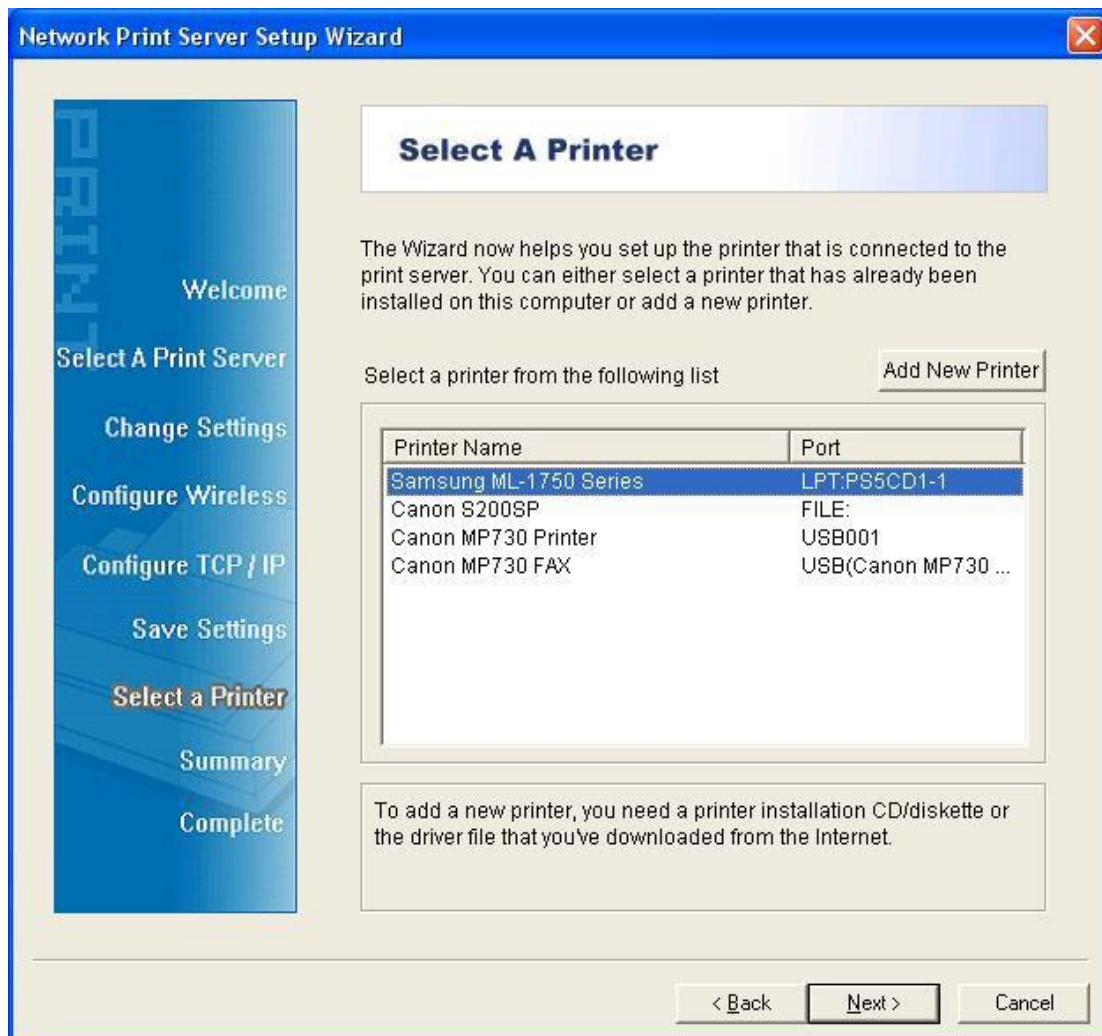 Network Print Server Setup Wizard
PRINT
Welcome
Select A Print Server
Change Settings
Configure Wireless
Configure TCP / IP
Save Settings
Select a Printer
Summary
Complete
Select A Printer
The Wizard now helps you set up the printer that is connected to the
print server. You can either select a printer that has already been
installed on this computer or add a new printer.
Select a printer from the following list
Add New Printer
Printer Name Port
Samsung ML-1750 Series LPT:PS5CD1-1
Canon S200SP FILE:
Canon MP730 Printer USB001
Canon MP730 FAX USB(Canon MP730 ...
To add a new printer, you need a printer installation CD/diskette or
the driver file that you've downloaded from the Internet.
< Back Next > Cancel